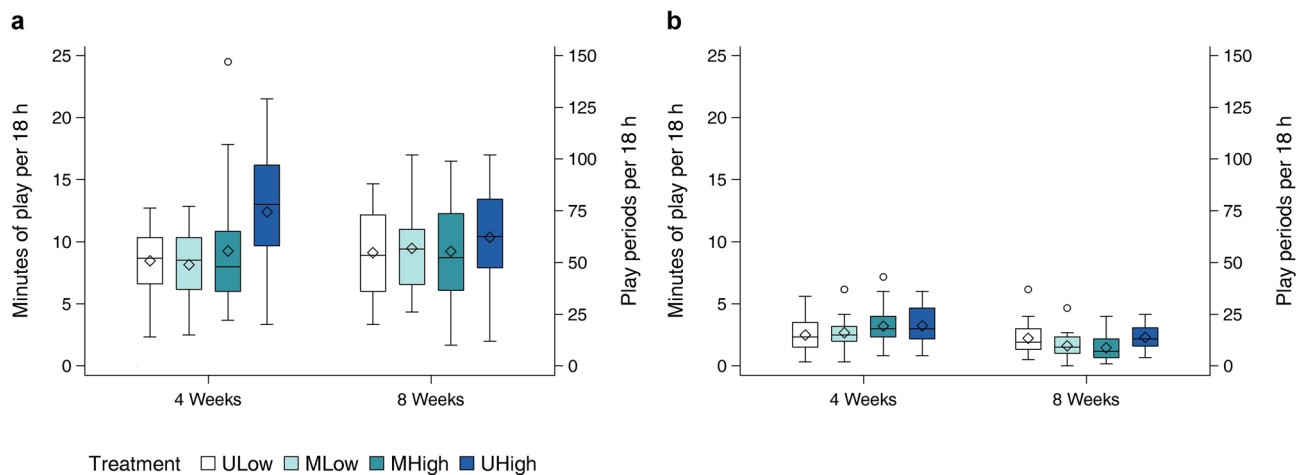 a
Minutes of play per 18 h
25
20
15
10
5
0
150
125
100
75
50
25
0
Play periods per 18 h
4 Weeks
8 Weeks
b
Minutes of play per 18 h
25
20
15
10
5
0
150
125
100
75
50
25
0
Play periods per 18 h
4 Weeks
8 Weeks
Treatment ULow MLow MHigh UHigh